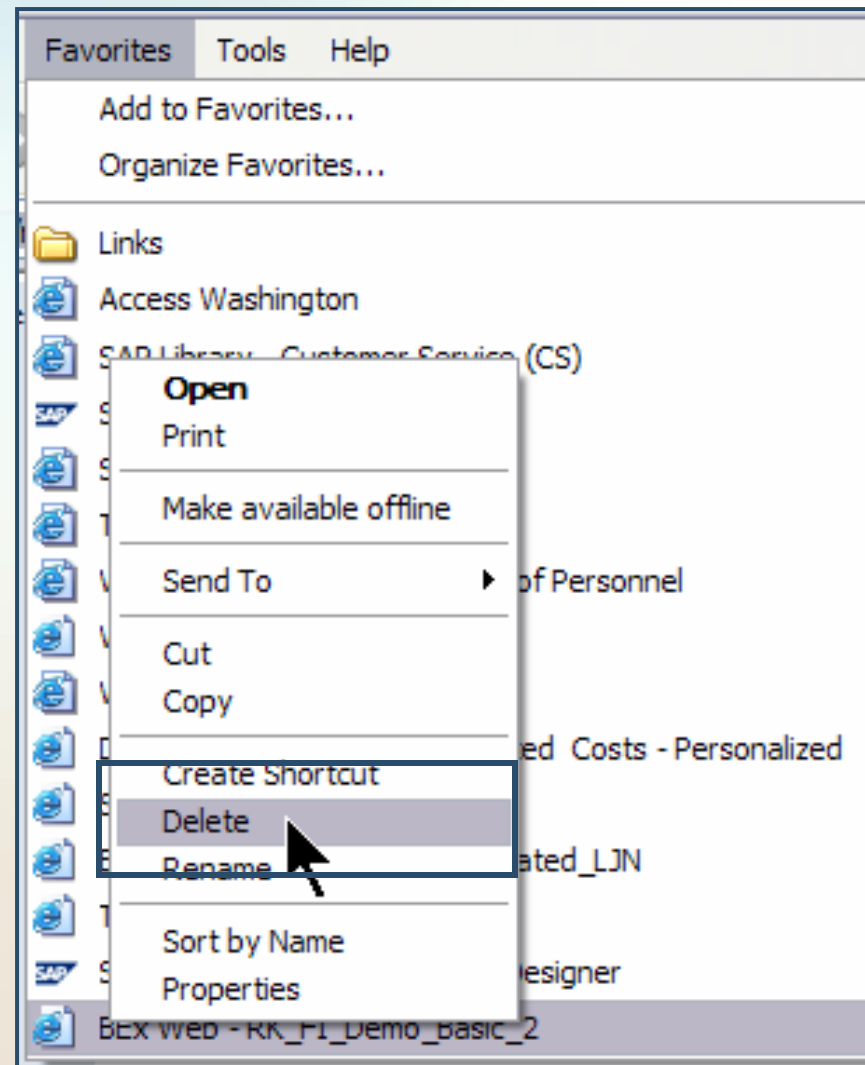 Favorites Tools Help
Add to Favorites...
Organize Favorites...
Links
Access Washington
SAP Library - Customer Service (CS)
Open
SAP
Print
Make available offline
Send To
of Personnel
Cut
Copy
ed Costs - Personalized
Create Shortcut
Delete
Rename
ated_LJN
Sort by Name
SAP
esigner
Properties
BEx Web - RK_FI_Demo_Basic_2